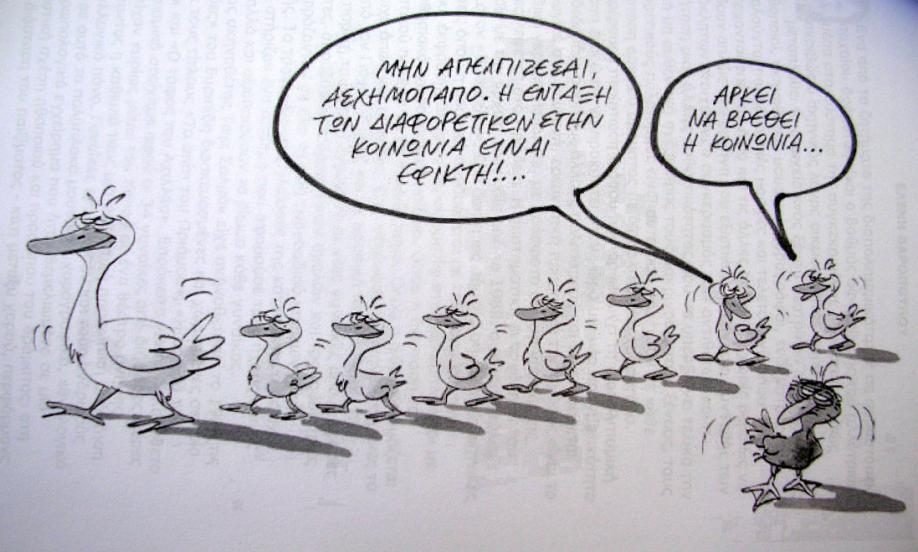 ΜΗΝ ΑΠΕΛΠΙΖΕΣΑΙ,
ΑΣΧΗΜΟΠΑΠΟ. Η ΕΝΤΑΞΗ
ΤΩΝ ΔΙΑΦΟΡΕΤΙΚΩΝ ΣΤΗΝ
ΚΟΙΝΩΝΙΑ ΕΙΝΑΙ
ΕΦΙΚΤΗ!...
ΑΡΚΕΙ
ΝΑ ΒΡΕΘΕΙ
Η ΚΟΙΝΩΝΙΑ...